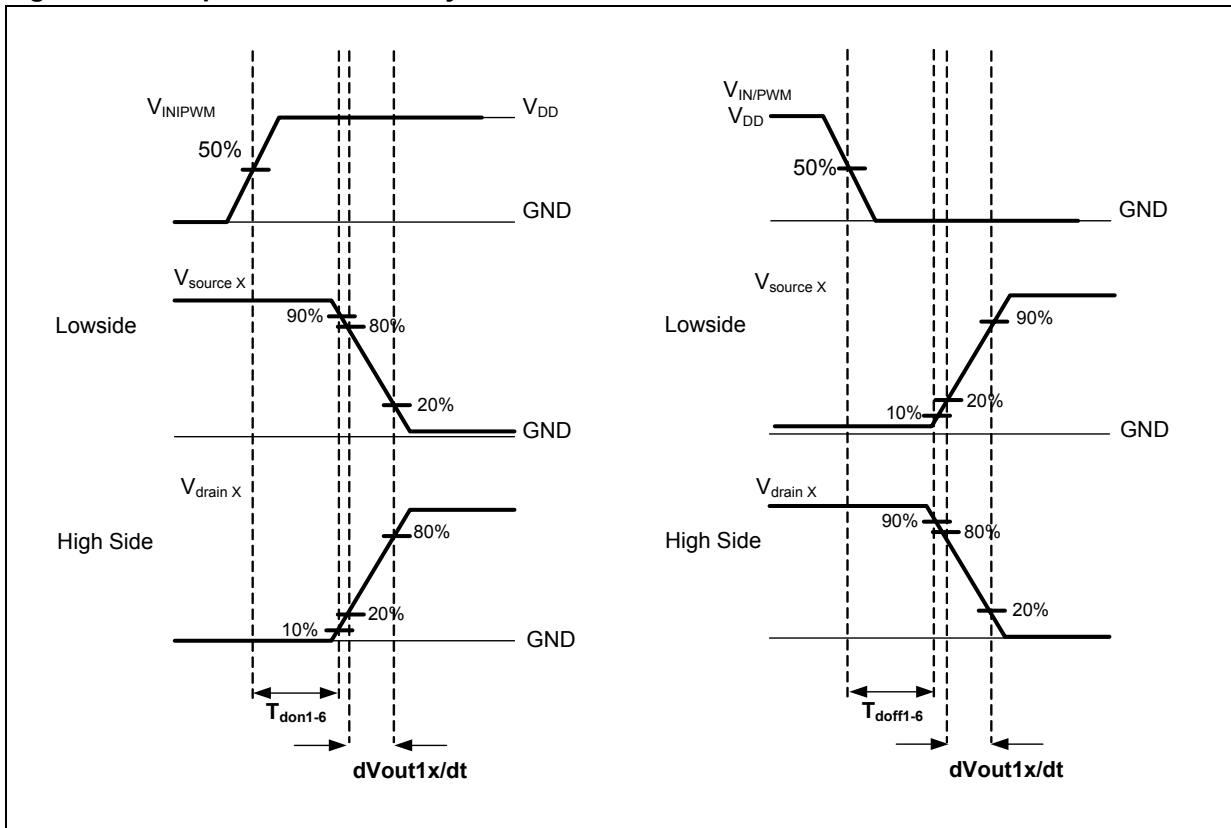 V_INIPWM
V_DD
50%
GND
V_source X
Lowside
90%
80%
20%
GND
V_drain X
High Side
80%
20%
10%
GND
T_don1-6
dVout1x/dt
V_IN/PWM
V_DD
50%
GND
V_source X
Lowside
90%
20%
10%
GND
V_drain X
High Side
90%
80%
20%
T_doff1-6
dVout1x/dt